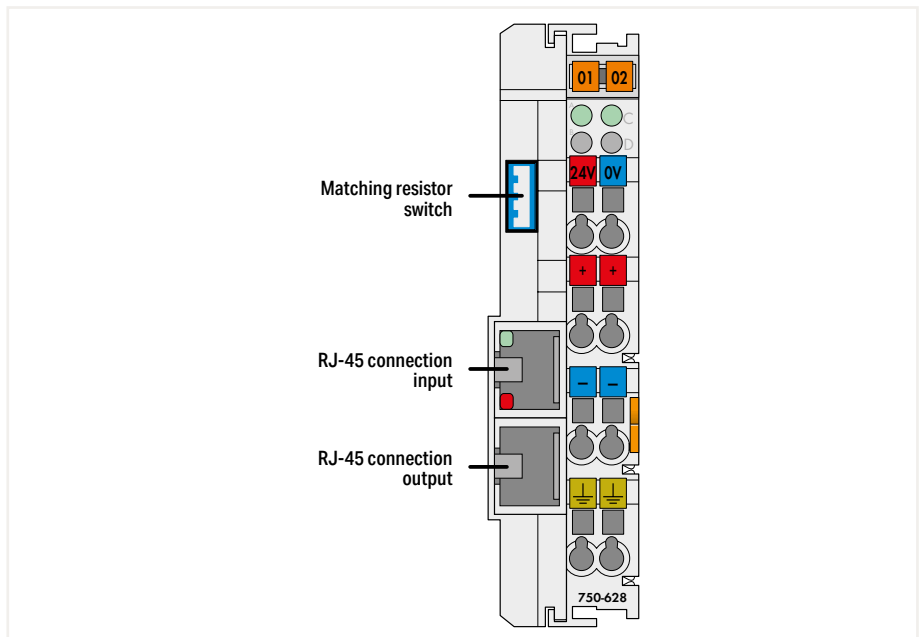 01 02
A C
B D
24V 0V
Matching resistor
switch
+ +
RJ-45 connection
input
– –
RJ-45 connection
output
750-628